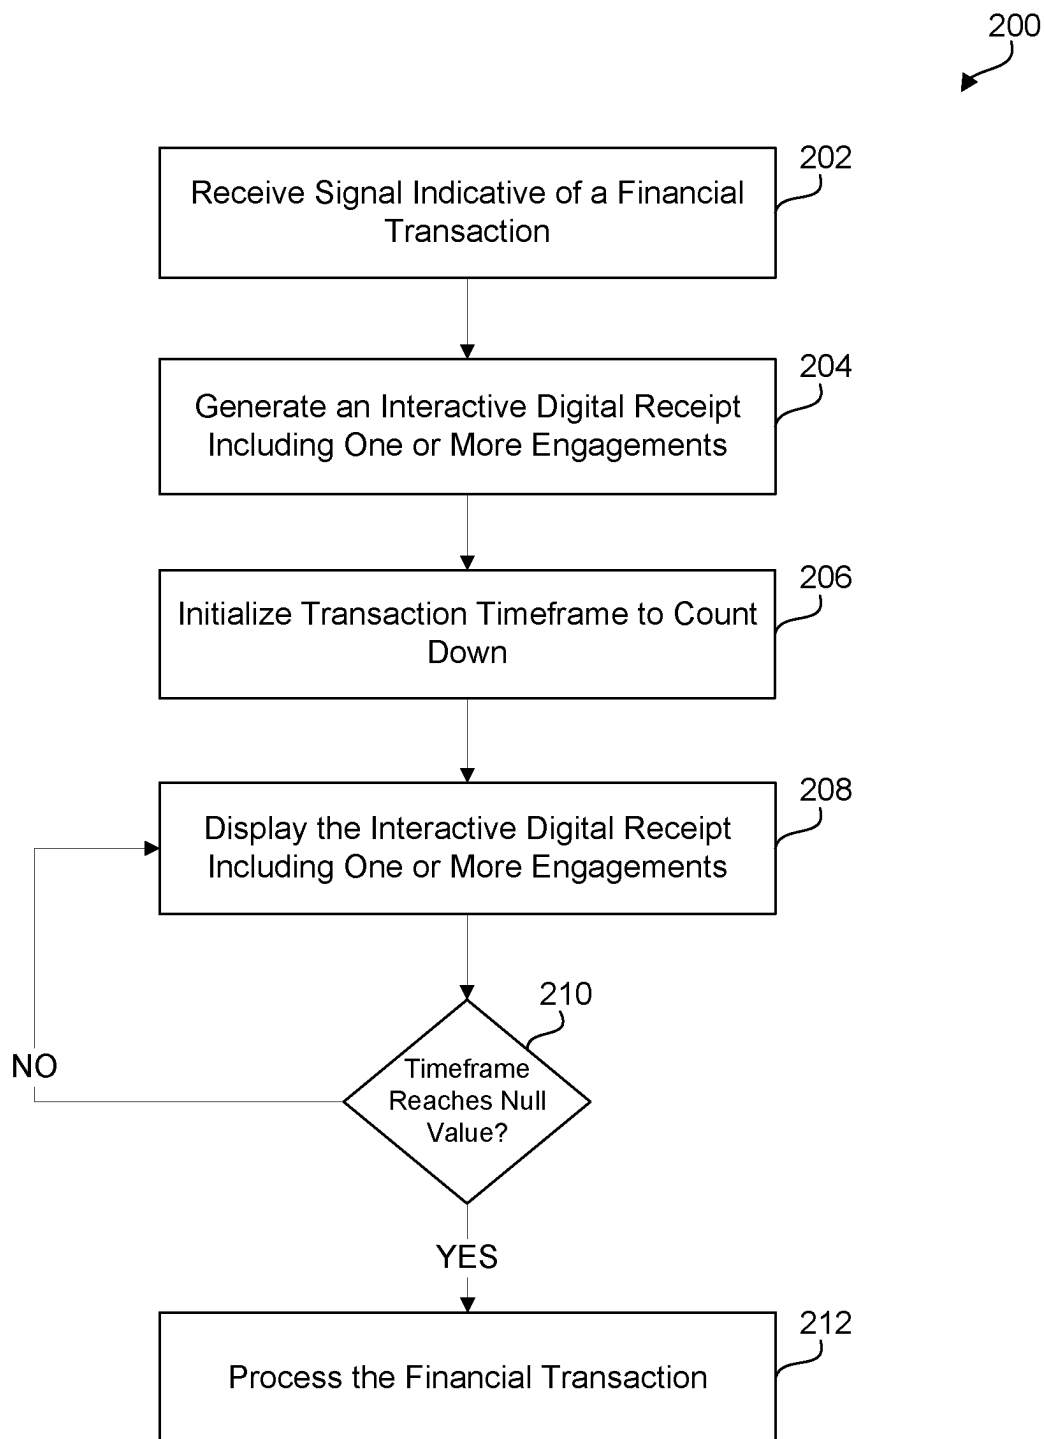 200
202
Receive Signal Indicative of a Financial
Transaction
204
Generate an Interactive Digital Receipt
Including One or More Engagements
206
Initialize Transaction Timeframe to Count
Down
208
Display the Interactive Digital Receipt
Including One or More Engagements
210
Timeframe
Reaches Null
Value?
NO
YES
212
Process the Financial Transaction